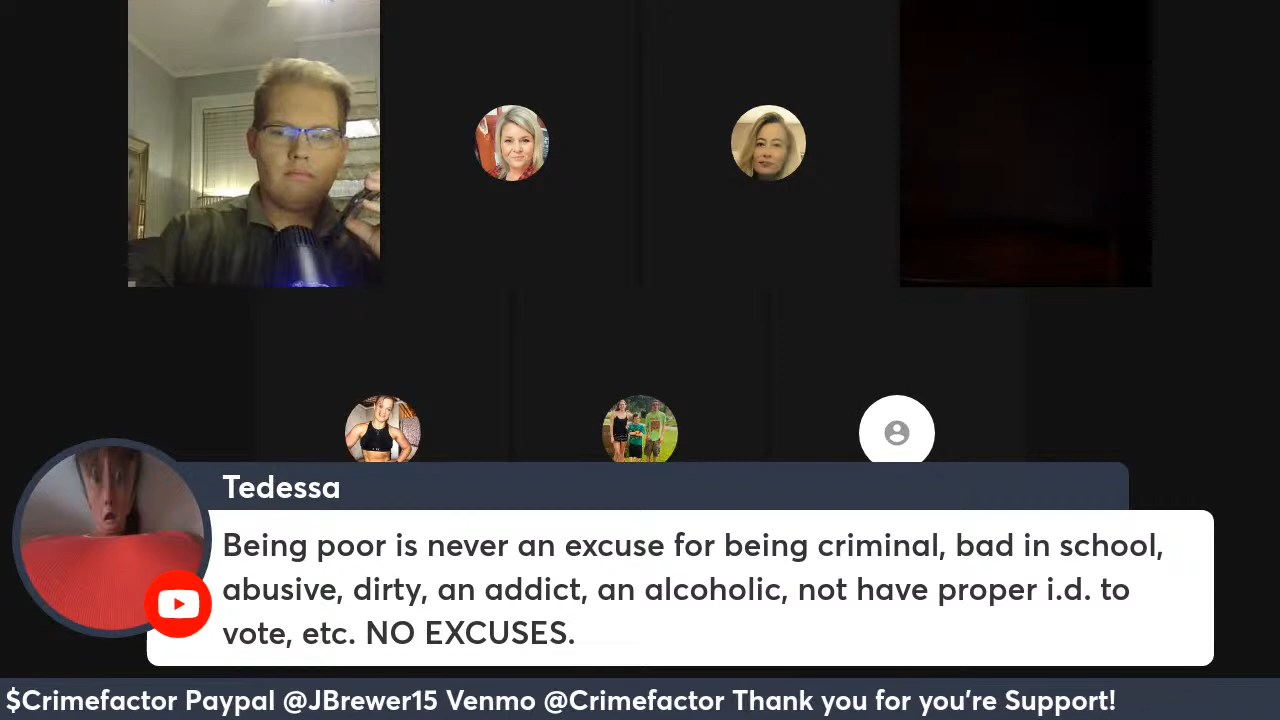 Tedessa
Being poor is never an excuse for being criminal, bad in school,
abusive, dirty, an addict, an alcoholic, not have proper i.d. to
vote, etc. NO EXCUSES.
$Crimefactor Paypal @JBrewer15 Venmo @Crimefactor Thank you for you're Support!